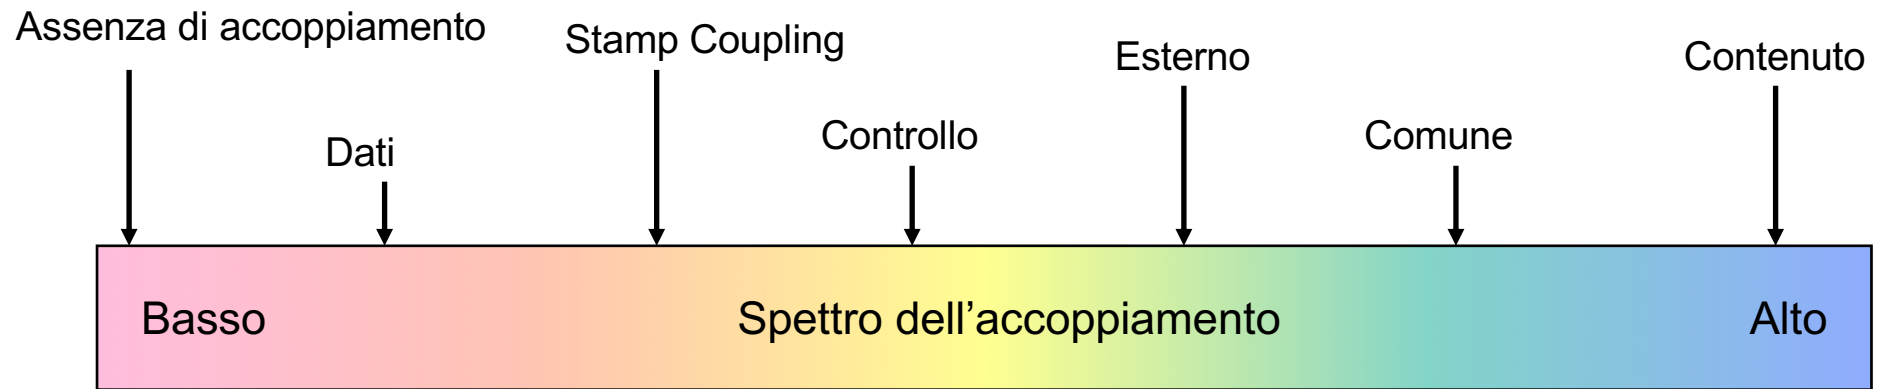 Assenza di accoppiamento
Stamp Coupling
Esterno
Contenuto
Dati
Controllo
Comune
Basso
Spettro dell’accoppiamento
Alto